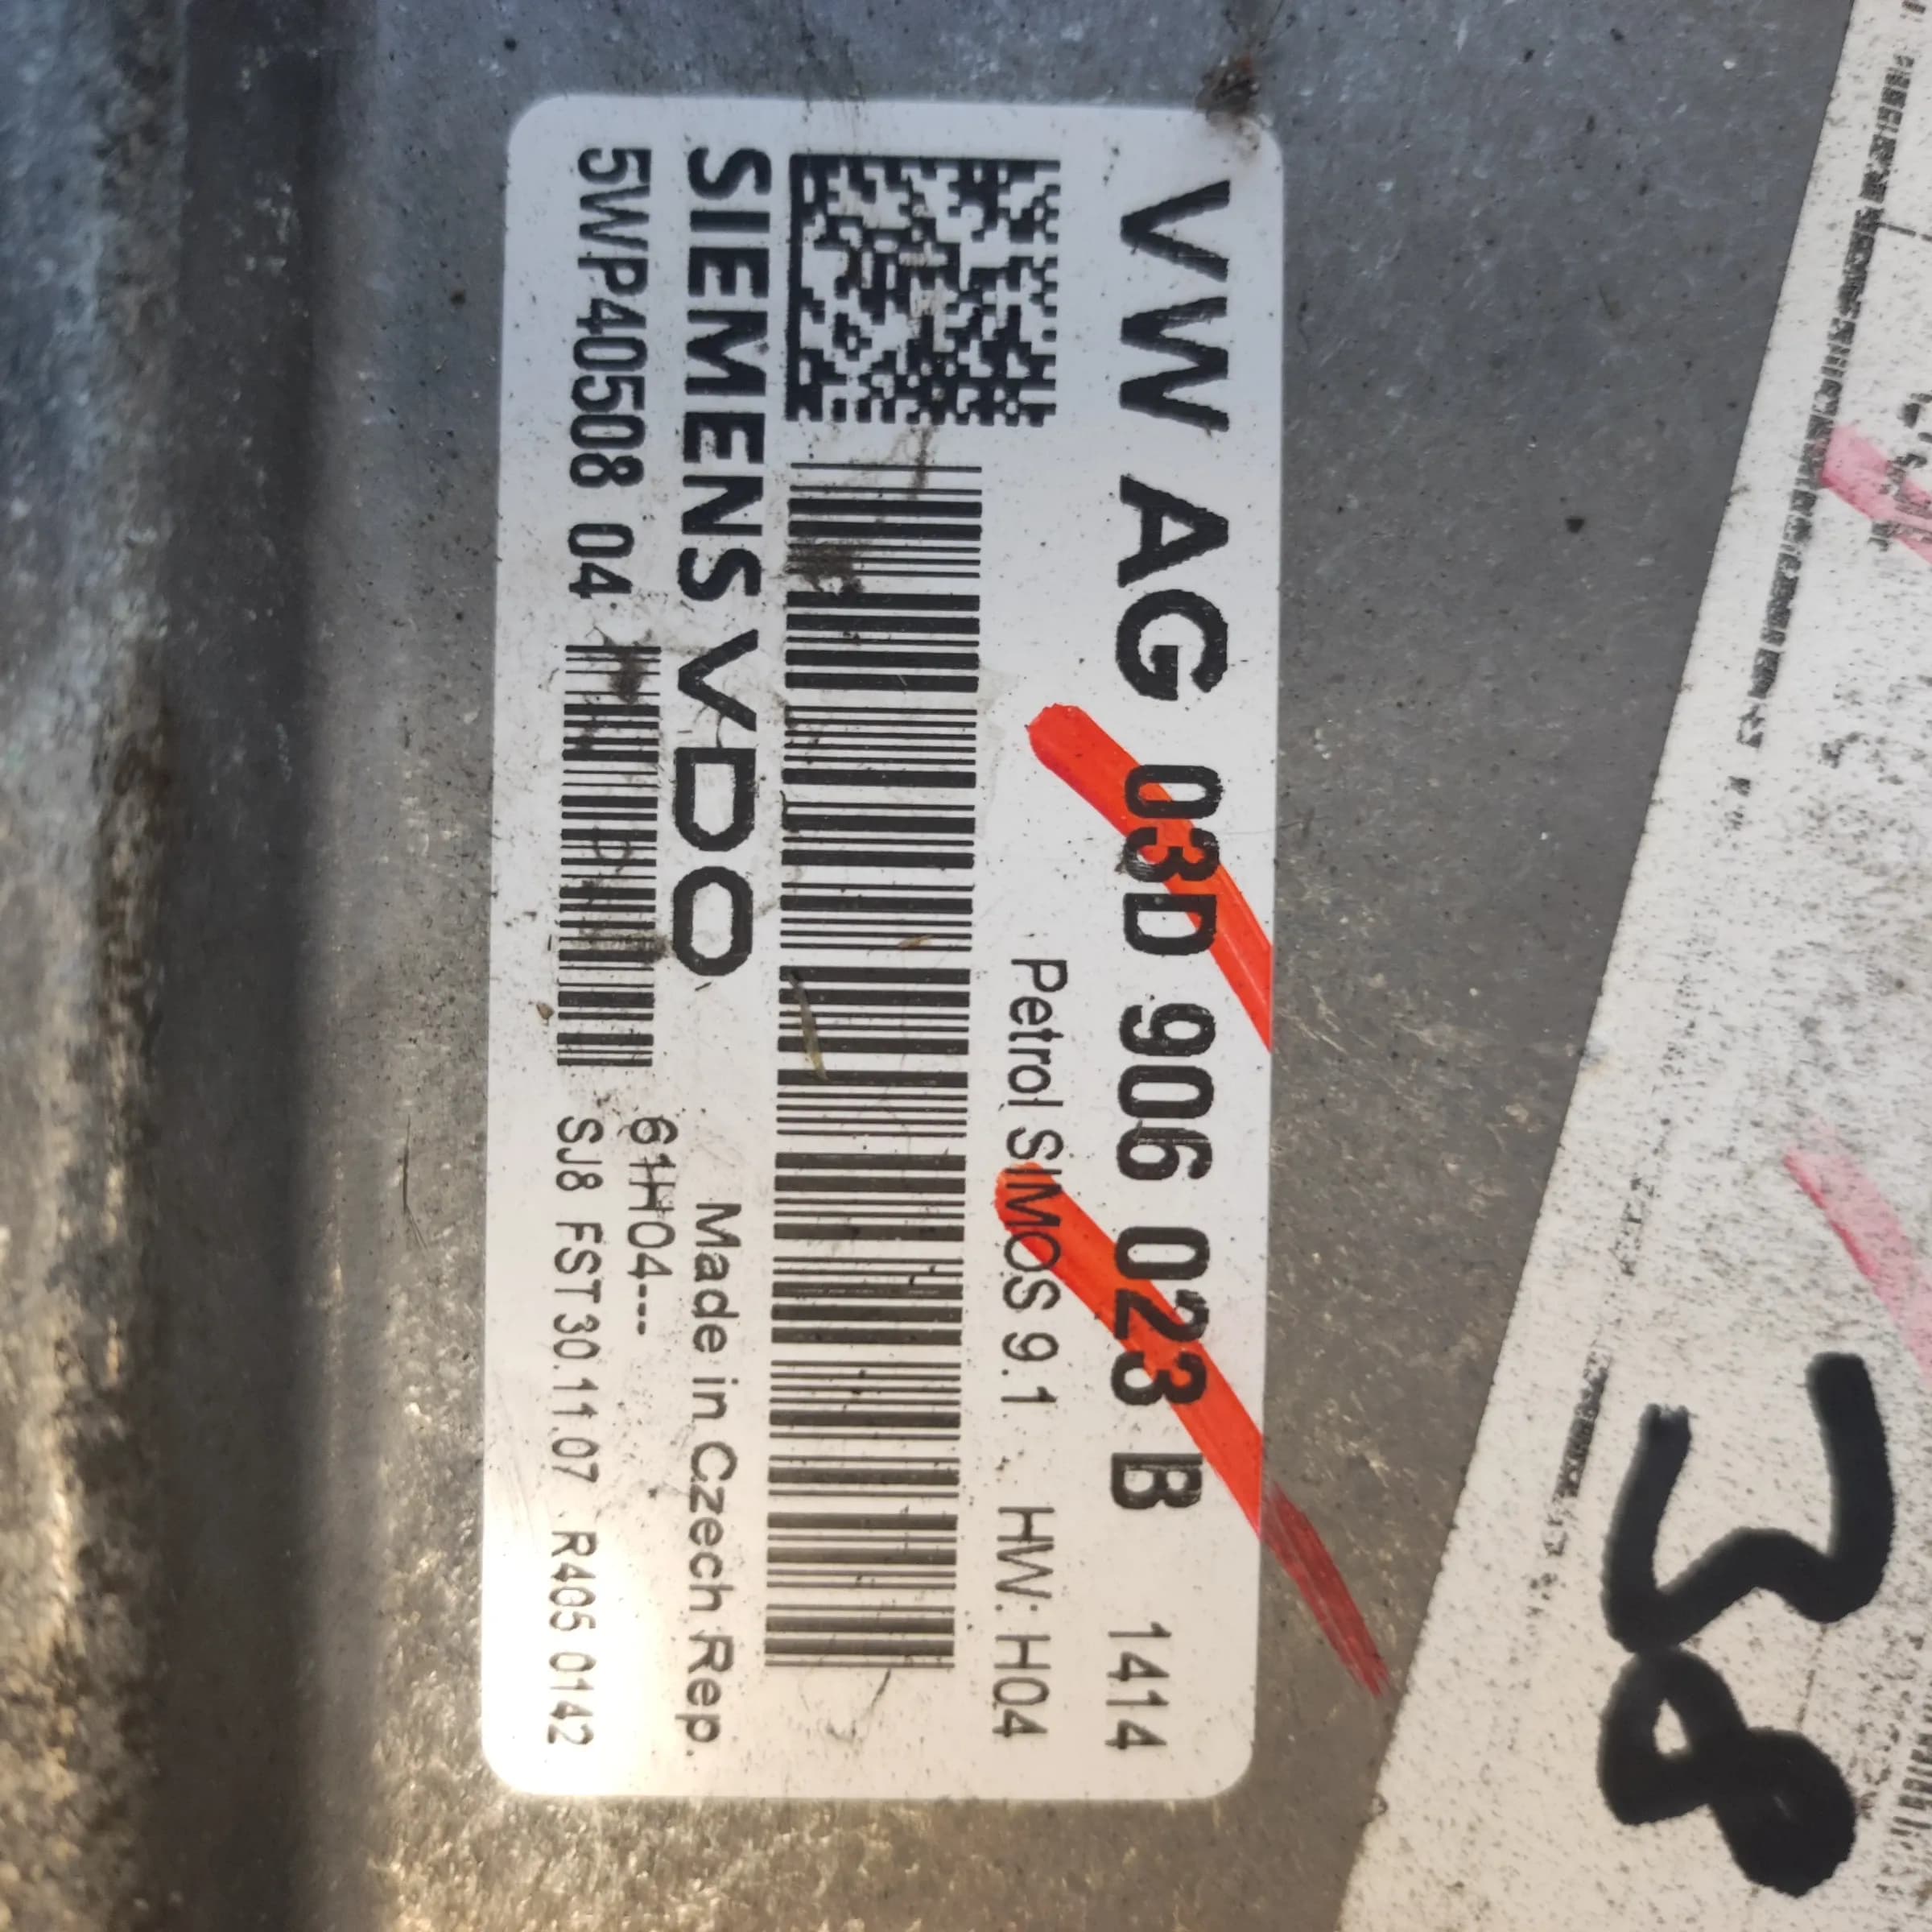 VW AG 03D 906 023 B 1414
Petrol SIMOS 9.1 HW: H04
SIEMENS VDO
Made in Czech Rep.
5WP40508 04
61H04---
SJ8 FST 30.11.07 R405 0142
38